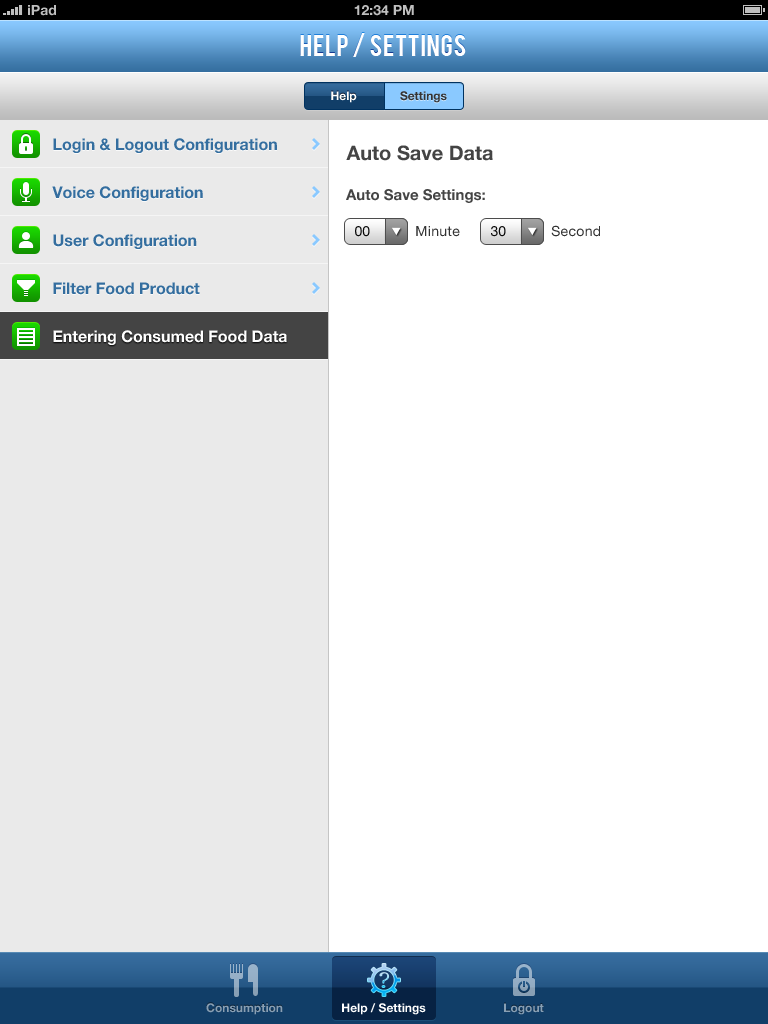 iPad
12:34 PM
HELP / SETTINGS
Help
Settings
Login & Logout Configuration
Voice Configuration
User Configuration
Filter Food Product
Entering Consumed Food Data
Auto Save Data
Auto Save Settings:
00 Minute 30 Second
Consumption
Help / Settings
Logout